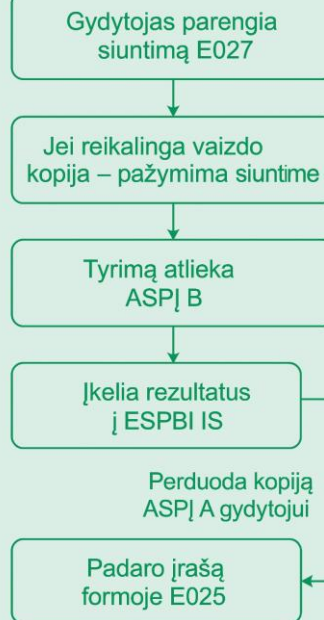 Gydytojas parengia
siuntimą E027
Jei reikalinga vaizdo
kopija – pažymima siuntime
Tyrimą atlieka
ASPĮ B
Įkelia rezultatus
į ESPBI IS
Perduoda kopiją
ASPĮ A gydytojui
Padaro įrašą
formoje E025